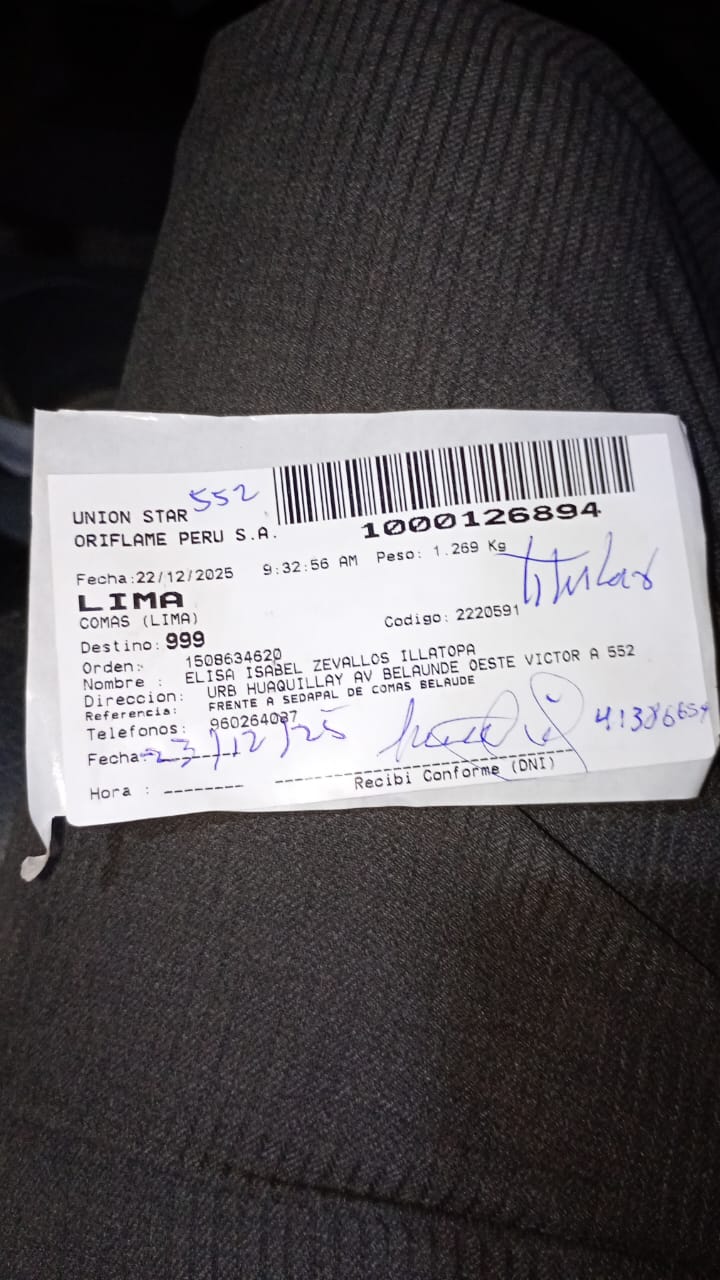 UNION STAR 552
ORIFLAME PERU S.A.
1000126894
Fecha:22/12/2025 9:32:56 AM Peso: 1.269 Kg
LIMA
titular
COMAS (LIMA)
Codigo: 2220591
Destino: 999
Orden: 1508634620
Nombre : ELISA ISABEL ZEVALLOS ILLATOPA
Direccion: URB HUAQUILLAY AV BELAUNDE OESTE VICTOR A 552
Referencia: FRENTE A SEDAPAL DE COMAS BELAUDE
Telefonos: 960264087
Fecha: 23/12/25
Hora : --------
Recibi Conforme (DNI)